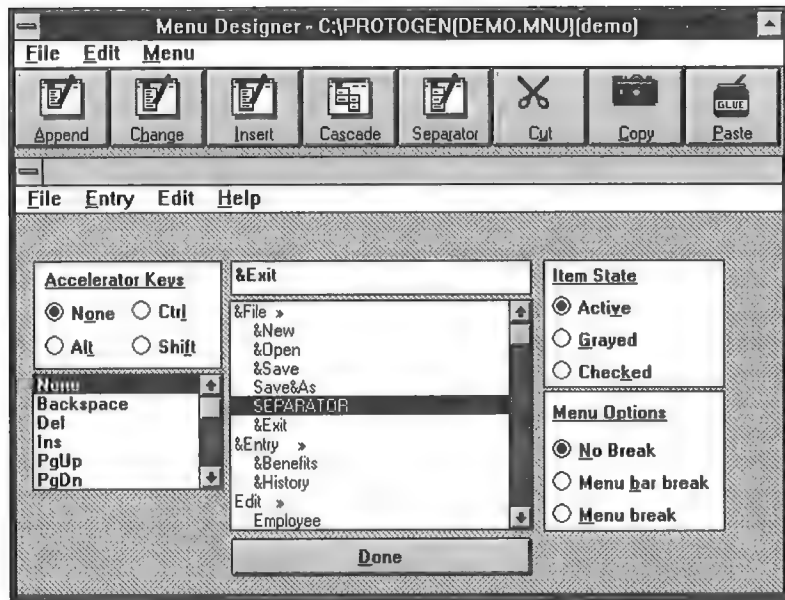 Menu Designer - C:\PROTOGEN(DEMO.MNU)(demo)
File Edit Menu
Append Change Insert Cascade Separator Cut Copy Paste
GLUE
File Entry Edit Help
Accelerator Keys
None Ctrl
Alt Shift
None
Backspace
Del
Ins
PgUp
PgDn
&Exit
&File »
&New
&Open
&Save
Save&As
SEPARATOR
&Exit
&Entry »
&Benefits
&History
Edit »
Employee
Done
Item State
Active
Grayed
Checked
Menu Options
No Break
Menu bar break
Menu break